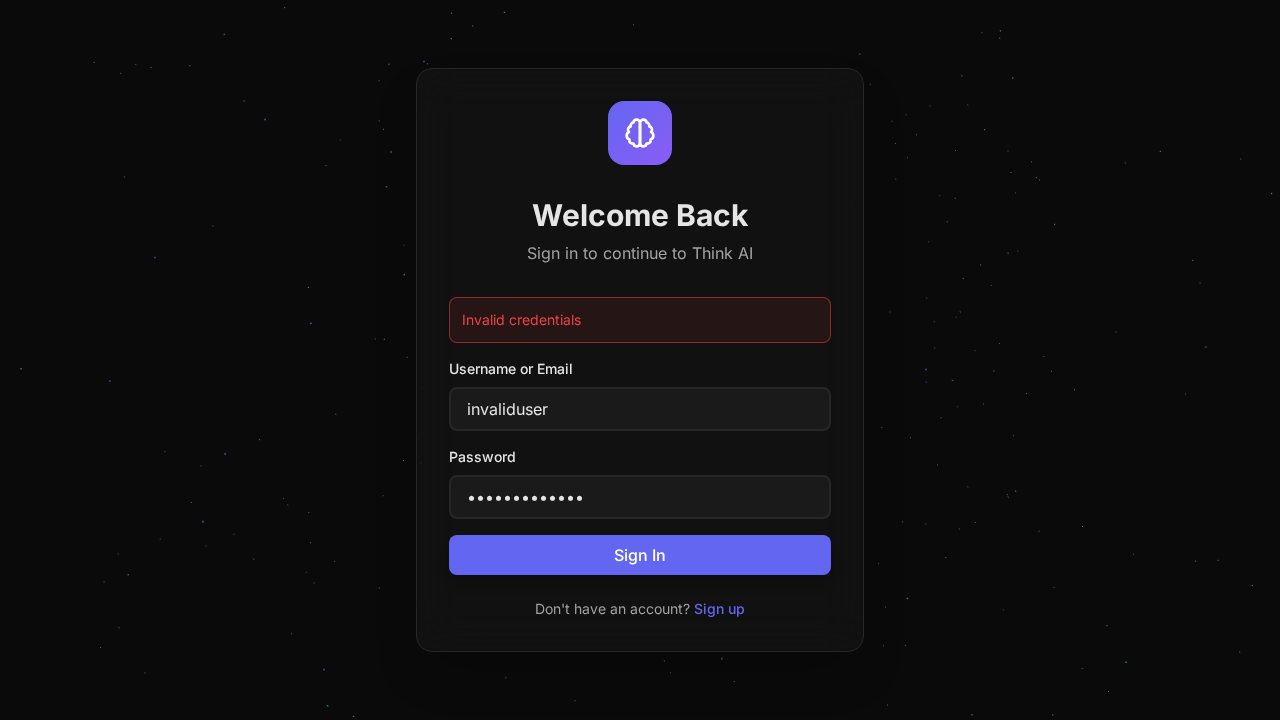 Welcome Back
Sign in to continue to Think AI
Invalid credentials
Username or Email
invaliduser
Password
•••••••••••••
Sign In
Don't have an account? Sign up